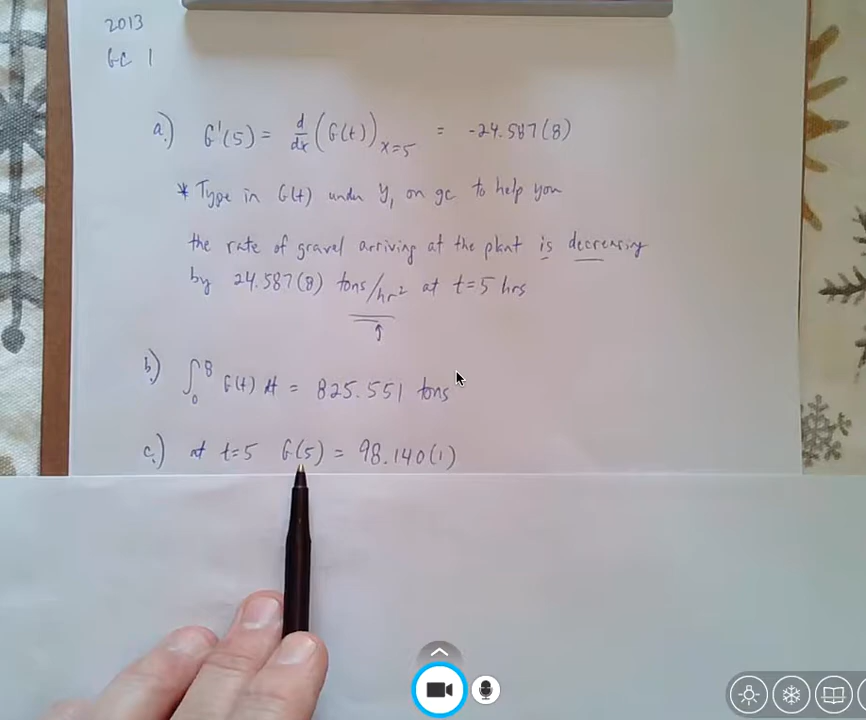 2013
GC 1
a.) G'(5) = d/dx (G(t))x=5 = -24.587(8)
* Type in G(t) under Y1 on gc to help you
the rate of gravel arriving at the plant is decreasing
by 24.587(8) tons/hr² at t=5 hrs
b.) ∫₀⁸ G(t) dt = 825.551 tons
c.) at t=5 G(5) = 98.140(1)